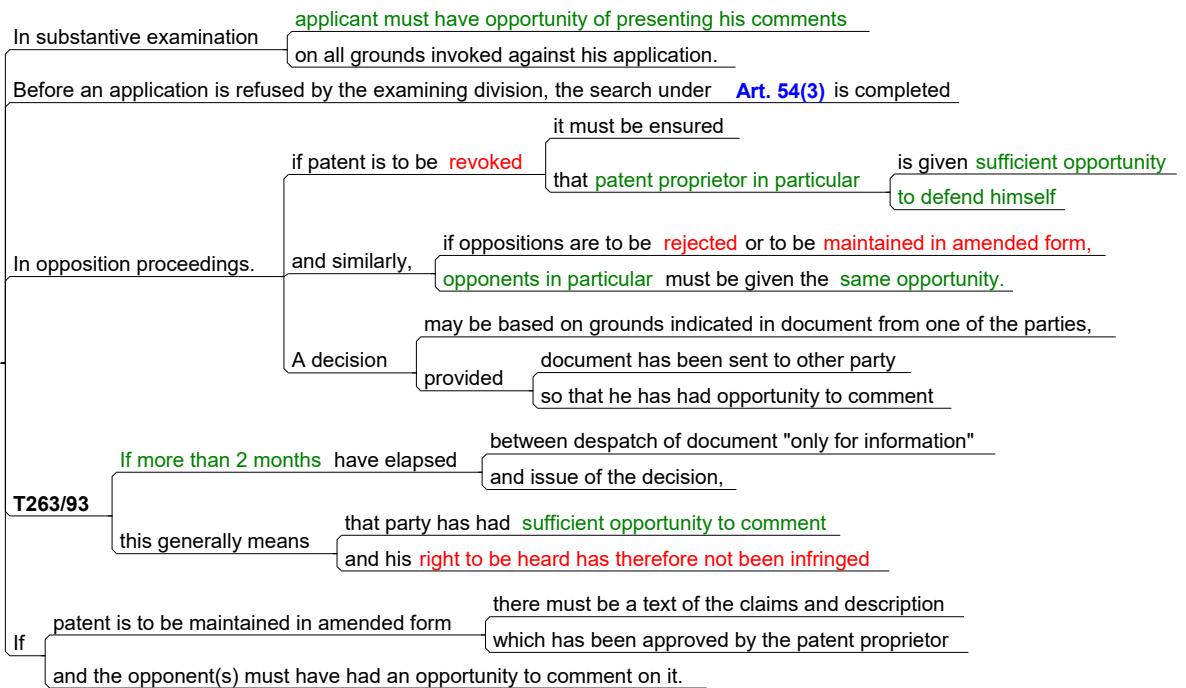 In substantive examination
applicant must have opportunity of presenting his comments
on all grounds invoked against his application.
Before an application is refused by the examining division, the search under Art. 54(3) is completed
In opposition proceedings.
if patent is to be revoked
it must be ensured
that patent proprietor in particular
is given sufficient opportunity
to defend himself
and similarly,
if oppositions are to be rejected or to be maintained in amended form,
opponents in particular must be given the same opportunity.
A decision
may be based on grounds indicated in document from one of the parties,
provided
document has been sent to other party
so that he has had opportunity to comment
T263/93
If more than 2 months have elapsed
between despatch of document "only for information"
and issue of the decision,
this generally means
that party has had sufficient opportunity to comment
and his right to be heard has therefore not been infringed
If
patent is to be maintained in amended form
there must be a text of the claims and description
which has been approved by the patent proprietor
and the opponent(s) must have had an opportunity to comment on it.